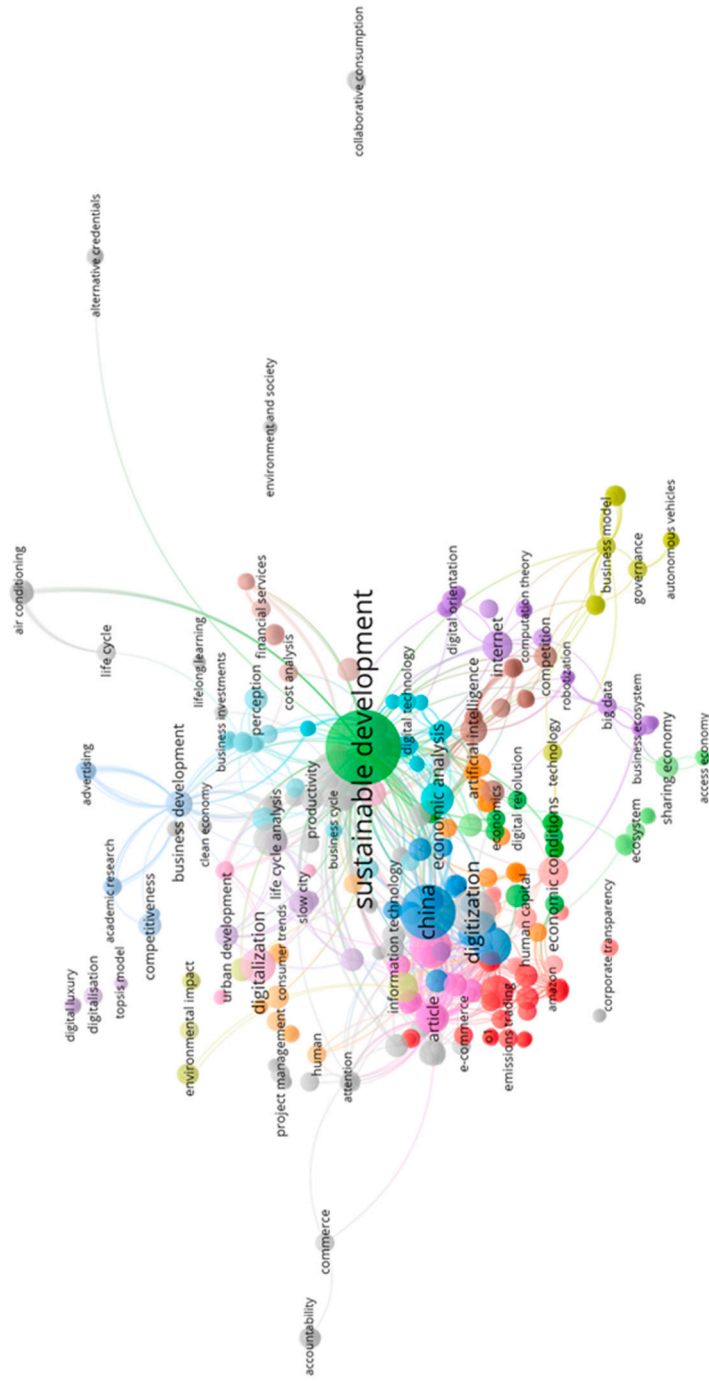 collaborative consumption
alternative credentials
environment and society
air conditioning
life cycle
lifelong learning
financial services
cost analysis
business investments
perception
advertising
business development
clean economy
academic research
competitiveness
digital luxury
digitalisation
topsis model
life cycle analysis
productivity
business cycle
sustainable development
slow city
urban development
digitalization
consumer trends
environmental impact
project management
human
attention
commerce
accountability
digital technology
economic analysis
artificial intelligence
digital orientation
internet
computation theory
competition
robotization
business model
governance
autonomous vehicles
big data
business ecosystem
sharing economy
access economy
ecosystem
technology
economics
digital revolution
economic conditions
human capital
information technology
china
digitization
article
e-commerce
o1
emissions trading
amazon
corporate transparency